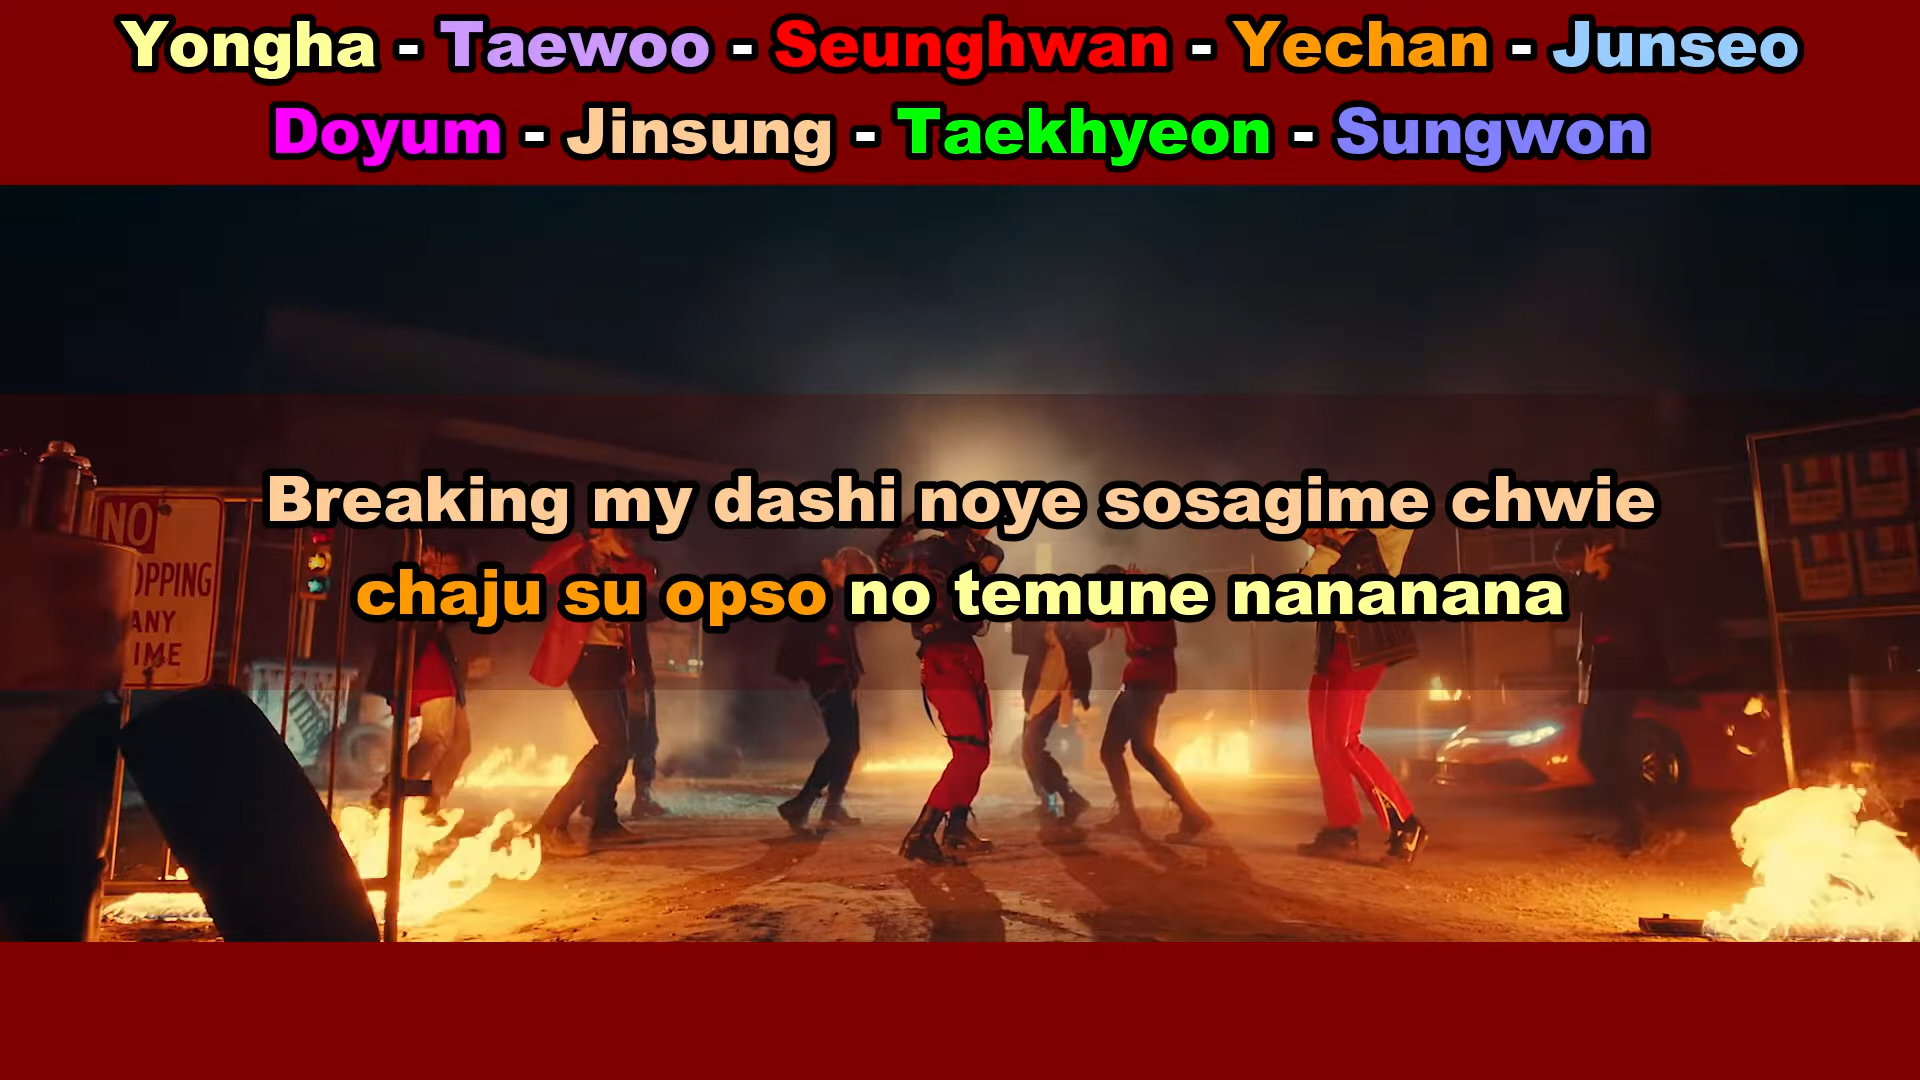 Yongha - Taewoo - Seunghwan - Yechan - Junseo
Doyum - Jinsung - Taekhyeon - Sungwon
Breaking my dashi noye sosagime chwie
chaju su opso no temune nananana
NO
OPPING
ANY
IME